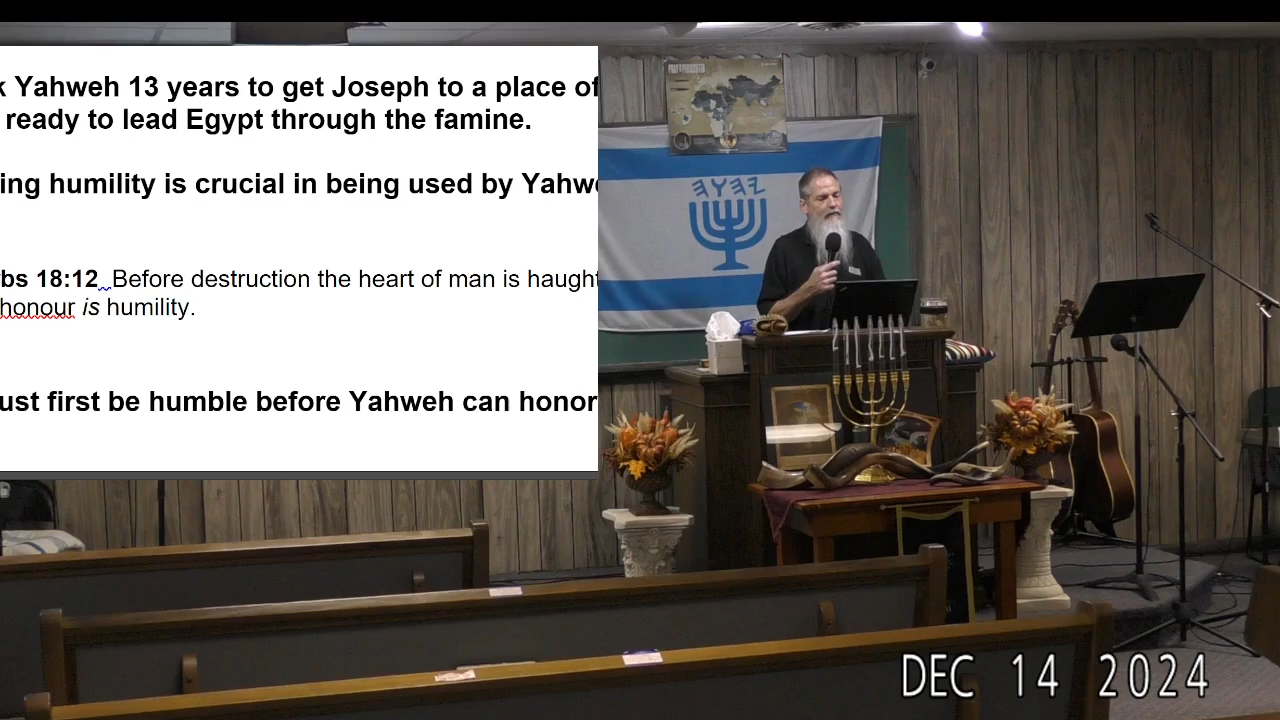 k Yahweh 13 years to get Joseph to a place of
ready to lead Egypt through the famine.
ing humility is crucial in being used by Yahwe
bs 18:12 Before destruction the heart of man is haught
honour is humility.
ust first be humble before Yahweh can honor
𐤉𐤄𐤅𐤄
DEC 14 2024